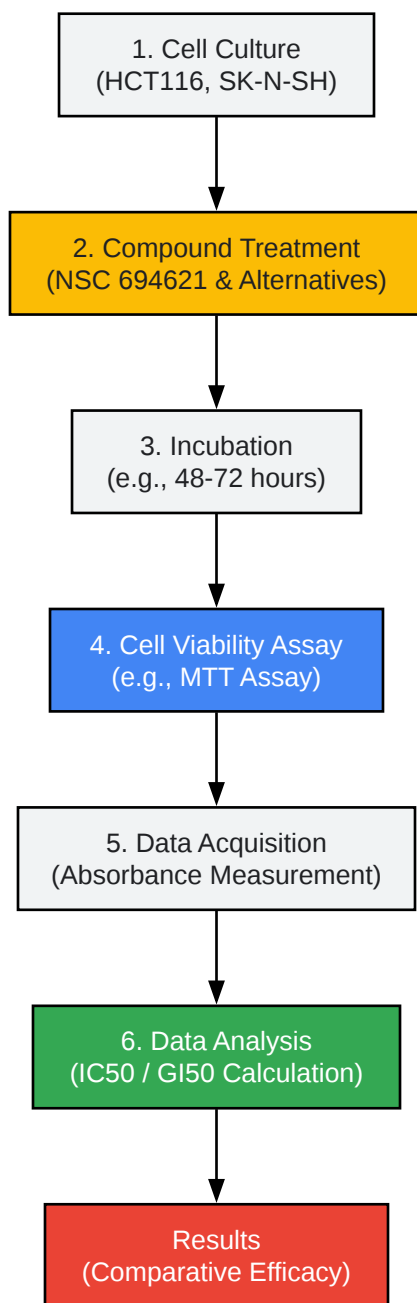 1. Cell Culture
(HCT116, SK-N-SH)
2. Compound Treatment
(NSC 694621 & Alternatives)
3. Incubation
(e.g., 48-72 hours)
4. Cell Viability Assay
(e.g., MTT Assay)
5. Data Acquisition
(Absorbance Measurement)
6. Data Analysis
(IC50 / GI50 Calculation)
Results
(Comparative Efficacy)